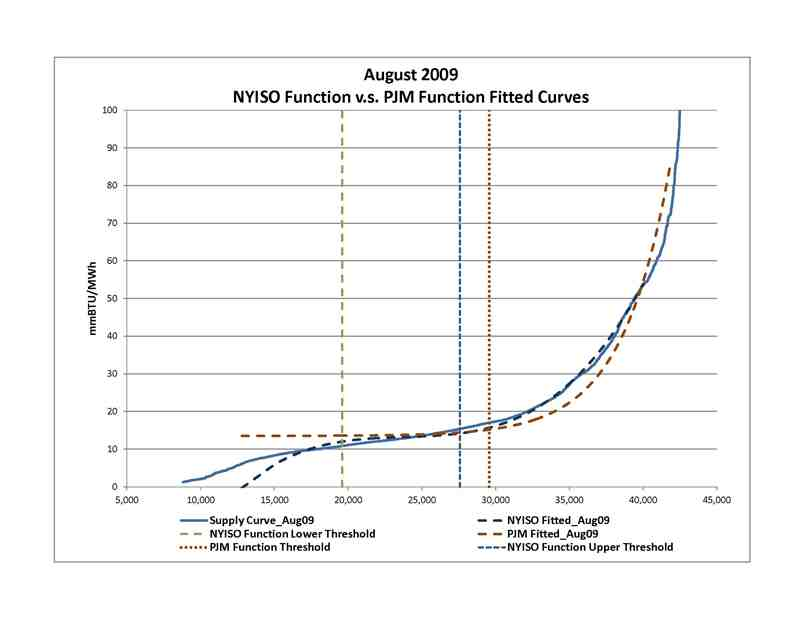 August 2009
NYISO Function v.s. PJM Function Fitted Curves
100
90
80
70
60
50
40
30
20
10
0
mmBTU/MWh
5,000 10,000 15,000 20,000 25,000 30,000 35,000 40,000 45,000
Supply Curve_Aug09 NYISO Fitted_Aug09
NYISO Function Lower Threshold PJM Fitted_Aug09
PJM Function Threshold NYISO Function Upper Threshold